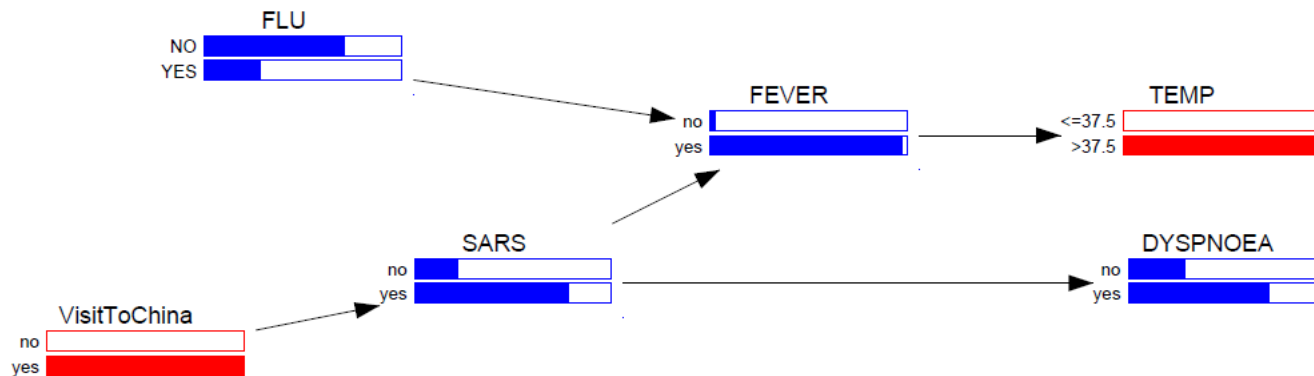 FLU
NO
YES
FEVER
no
yes
TEMP
<=37.5
>37.5
SARS
no
yes
DYSPNOEA
no
yes
VisitToChina
no
yes